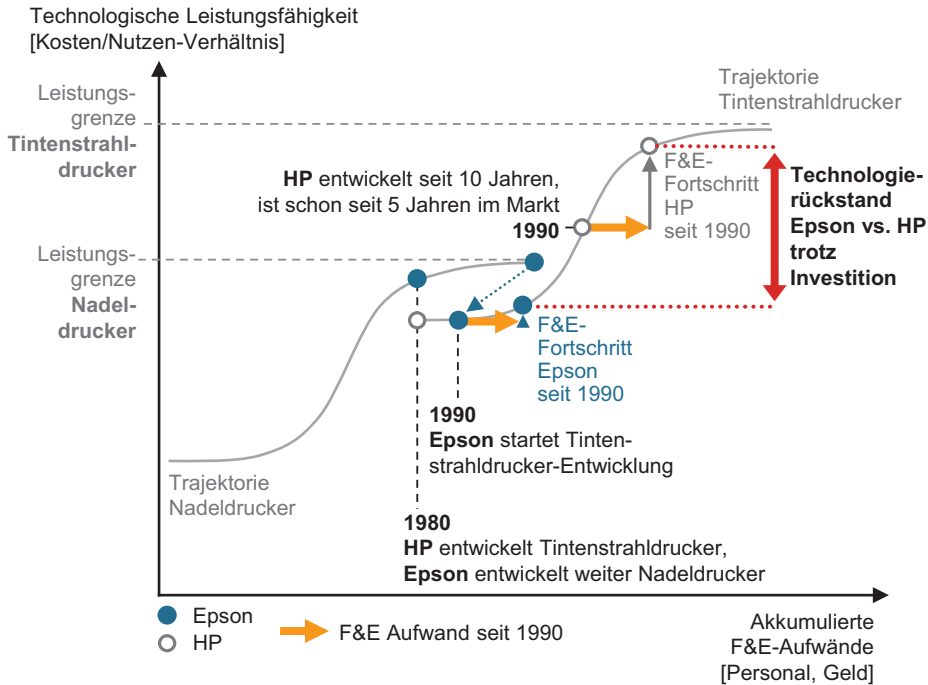 Technologische Leistungsfähigkeit
[Kosten/Nutzen-Verhältnis]
Leistungs-
grenze
Tintenstrahl-
drucker
Trajektorie
Tintenstrahldrucker
HP entwickelt seit 10 Jahren,
ist schon seit 5 Jahren im Markt
1990
F&E-
Fortschritt
HP
seit 1990
Technologie-
rückstand
Epson vs. HP
trotz
Investition
Leistungs-
grenze
Nadel-
drucker
F&E-
Fortschritt
Epson
seit 1990
1990
Epson startet Tinten-
strahldrucker-Entwicklung
Trajektorie
Nadeldrucker
1980
HP entwickelt Tintenstrahldrucker,
Epson entwickelt weiter Nadeldrucker
Epson
HP
F&E Aufwand seit 1990
Akkumulierte
F&E-Aufwände
[Personal, Geld]